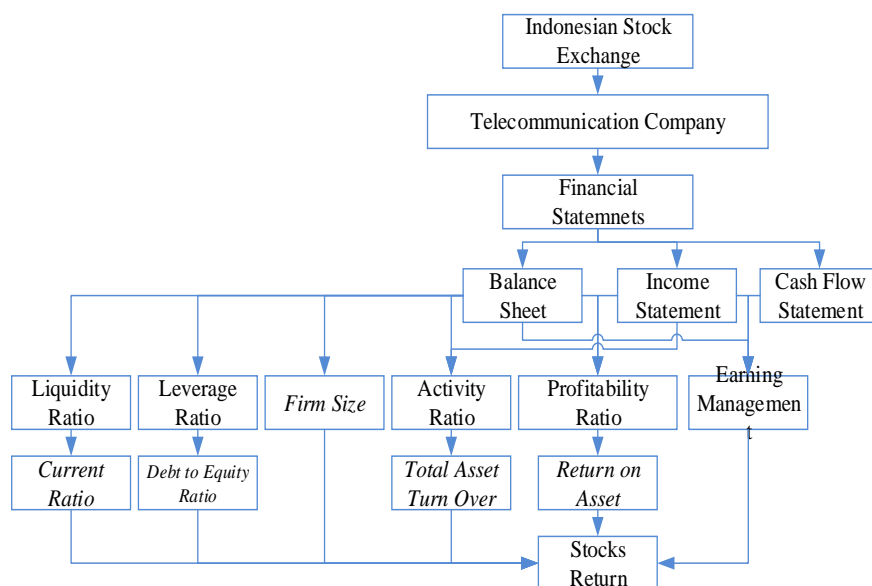 Indonesian Stock
Exchange
Telecommunication Company
Financial
Statemnets
Balance
Sheet
Income
Statement
Cash Flow
Statement
Liquidity
Ratio
Leverage
Ratio
Firm Size
Activity
Ratio
Profitability
Ratio
Earning
Managemen
t
Current
Ratio
Debt to Equity
Ratio
Total Asset
Turn Over
Return on
Asset
Stocks
Return